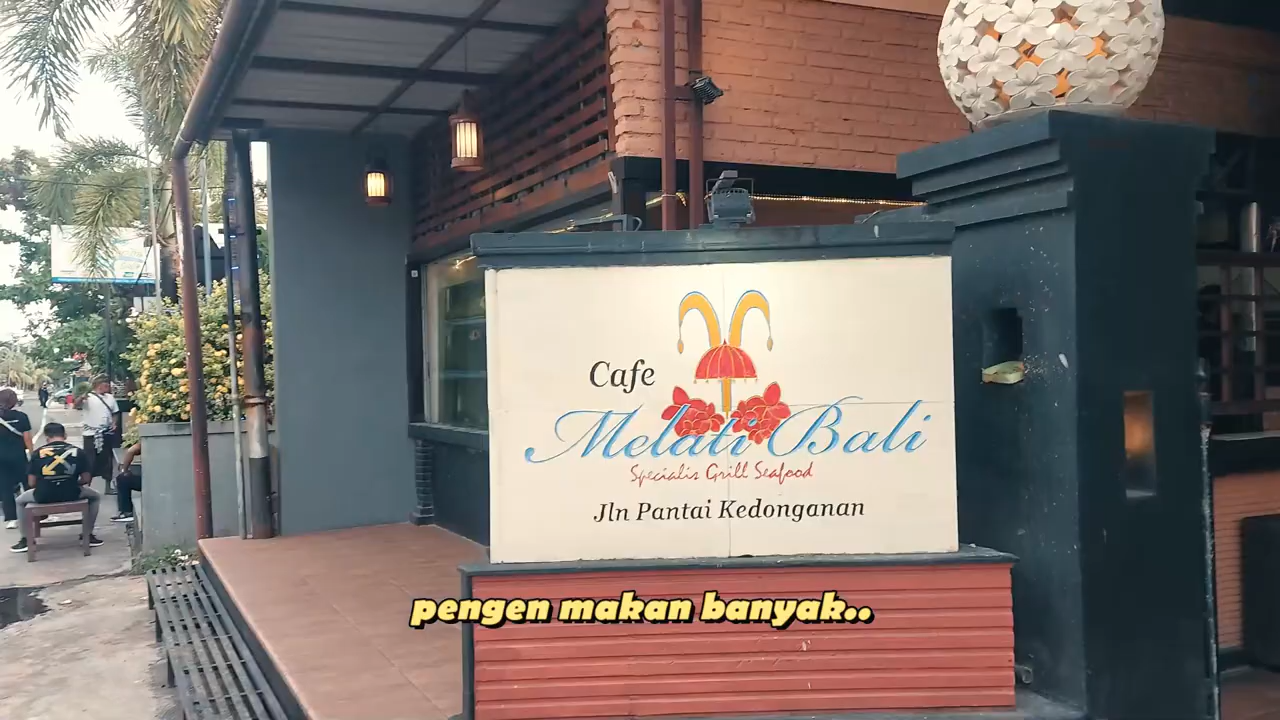 Cafe
Melati Bali
Specialis Grill Seafood
Jln Pantai Kedonganan
pengen makan banyak..